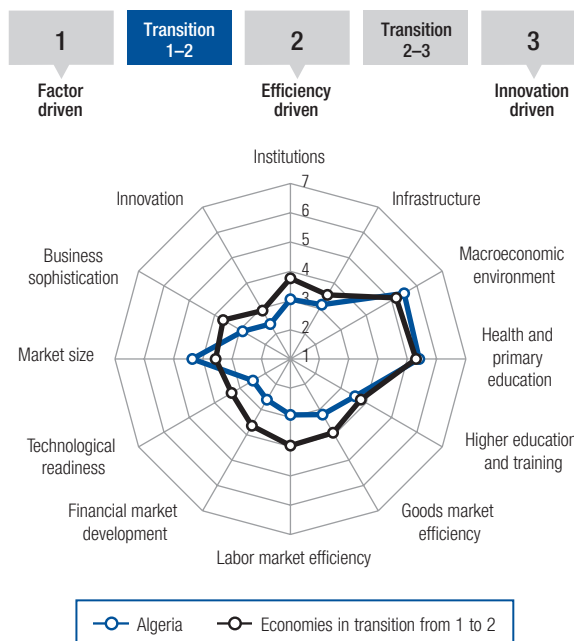 1
Transition
1–2
2
Transition
2–3
3
Factor
driven
Efficiency
driven
Innovation
driven
Institutions
Infrastructure
Macroeconomic
environment
Health and
primary
education
Higher education
and training
Goods market
efficiency
Labor market efficiency
Financial market
development
Technological
readiness
Market size
Business
sophistication
Innovation
7
6
5
4
3
2
1
Algeria
Economies in transition from 1 to 2